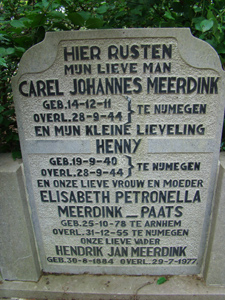 HIER RUSTEN
MIJN LIEVE MAN
CAREL JOHANNES MEERDINK
GEB. 14-12-11
OVERL. 28-9-44 } TE NIJMEGEN
EN MIJN KLEINE LIEVELING
HENNY
GEB. 19-9-40
OVERL. 28-9-44 } TE NIJMEGEN
EN ONZE LIEVE VROUW EN MOEDER
ELISABETH PETRONELLA
MEERDINK _ PAATS
GEB. 25-10-78 TE ARNHEM
OVERL. 31-12-55 TE NIJMEGEN
ONZE LIEVE VADER
HENDRIK JAN MEERDINK
GEB. 30-8-1884 OVERL. 29-7-1977